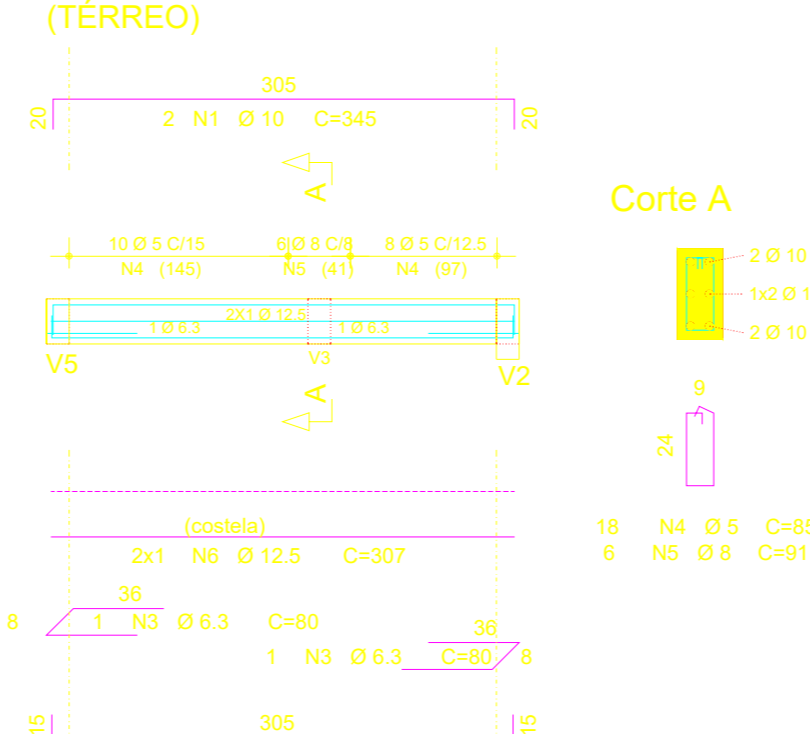 (TÉRREO)
305
20
20
2 N1 Ø 10 C=345
A
Corte A
10 Ø 5 C/15
6 Ø 8 C/8
8 Ø 5 C/12.5
N4 (145)
N5 (41)
N4 (97)
2 Ø 10
1x2 Ø 1
2 Ø 10
2X1 Ø 12.5
1 Ø 6.3
1 Ø 6.3
V5
V3
V2
A
9
24
(costela)
2x1 N6 Ø 12.5 C=307
18 N4 Ø 5 C=85
6 N5 Ø 8 C=91
36
8
1 N3 Ø 6.3 C=80
36
1 N3 Ø 6.3 C=80
8
15
305
15